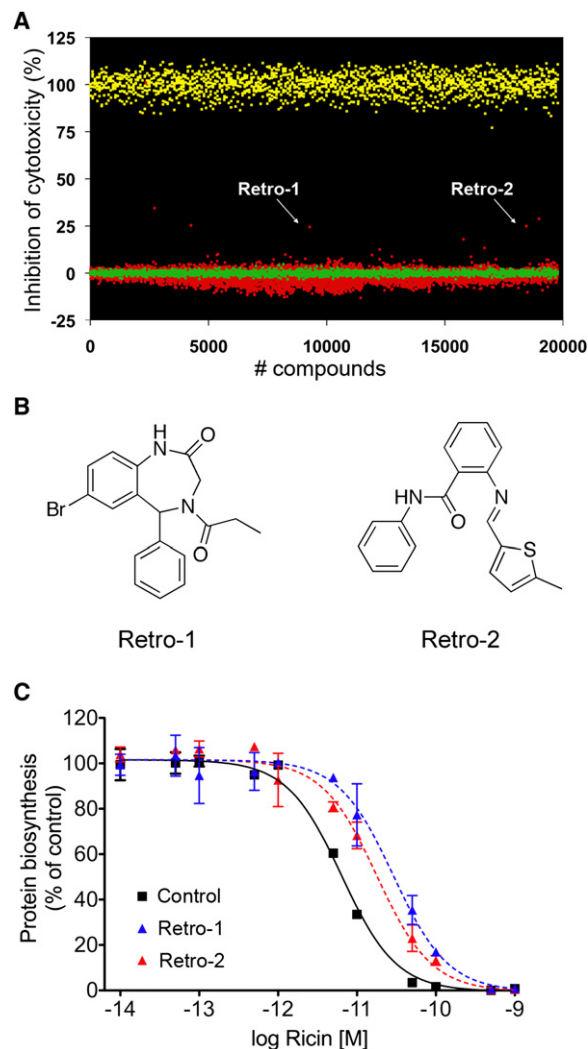 A
Inhibition of cytotoxicity (%)
125
100
75
50
25
0
-25
Retro-1
Retro-2
0
5000
10000
15000
20000
# compounds
B
H
N
O
Br
N
O
HN
O
N
S
Retro-1
Retro-2
C
Protein biosynthesis
(% of control)
120
100
80
60
40
20
0
Control
Retro-1
Retro-2
-14
-13
-12
-11
-10
-9
log Ricin [M]